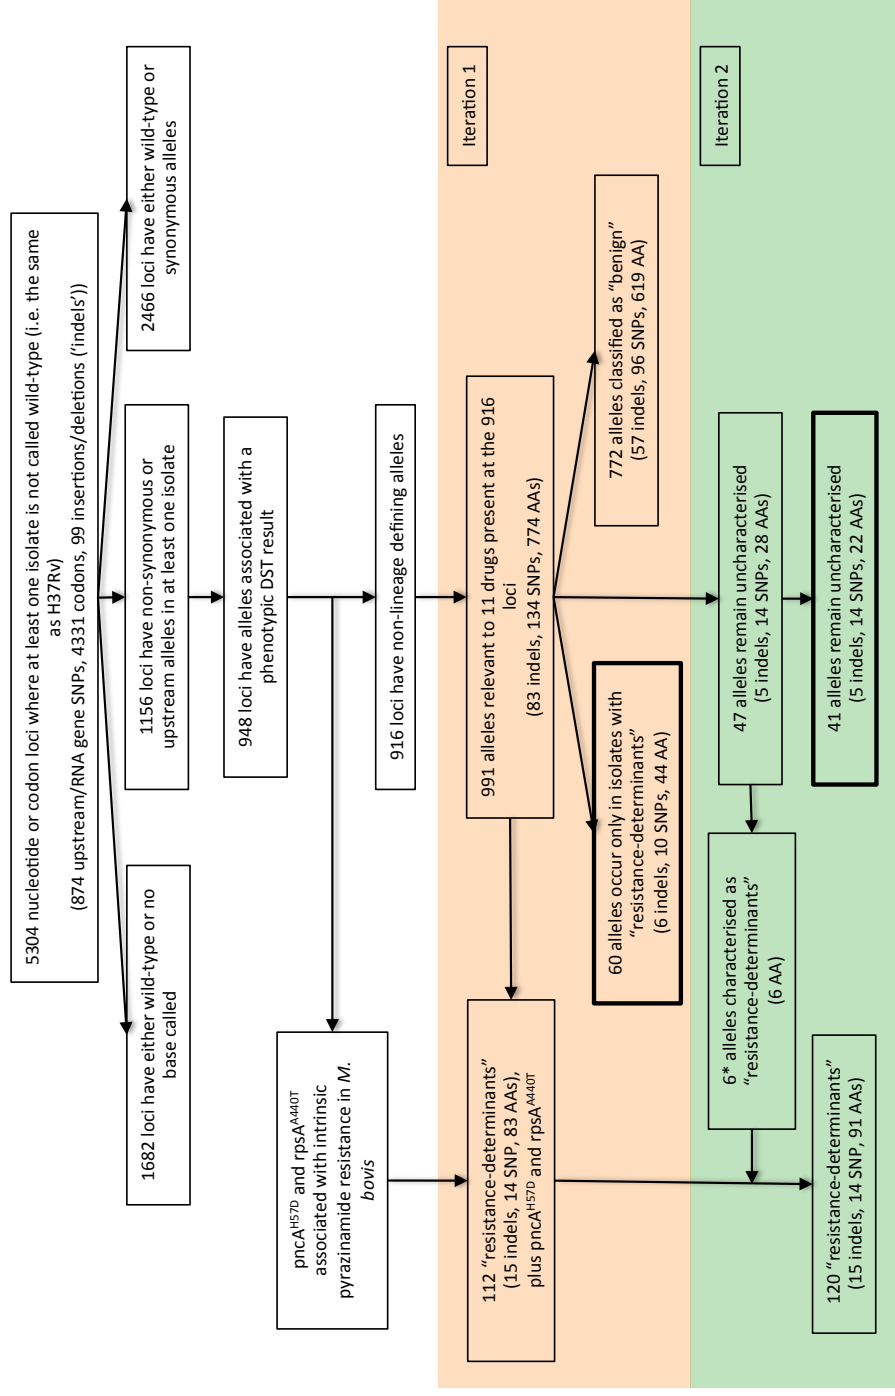 5304 nucleotide or codon loci where at least one isolate is not called wild-type (i.e. the same
as H37Rv)
(874 upstream/RNA gene SNPs, 4331 codons, 99 insertions/deletions (‘indels’))
1682 loci have either wild-type or no
base called
1156 loci have non-synonymous or
upstream alleles in at least one isolate
2466 loci have either wild-type or
synonymous alleles
948 loci have alleles associated with a
phenotypic DST result
pncA^H57D and rpsA^A440T
associated with intrinsic
pyrazinamide resistance in M.
bovis
916 loci have non-lineage defining alleles
Iteration 1
112 “resistance-determinants”
(15 indels, 14 SNP, 83 AAs),
plus pncA^H57D and rpsA^A440T
991 alleles relevant to 11 drugs present at the 916
loci
(83 indels, 134 SNPs, 774 AAs)
60 alleles occur only in isolates with
“resistance-determinants”
(6 indels, 10 SNPs, 44 AA)
772 alleles classified as “benign”
(57 indels, 96 SNPs, 619 AA)
Iteration 2
6* alleles characterised as
“resistance-determinants”
(6 AA)
47 alleles remain uncharacterised
(5 indels, 14 SNPs, 28 AAs)
120 “resistance-determinants”
(15 indels, 14 SNP, 91 AAs)
41 alleles remain uncharacterised
(5 indels, 14 SNPs, 22 AAs)